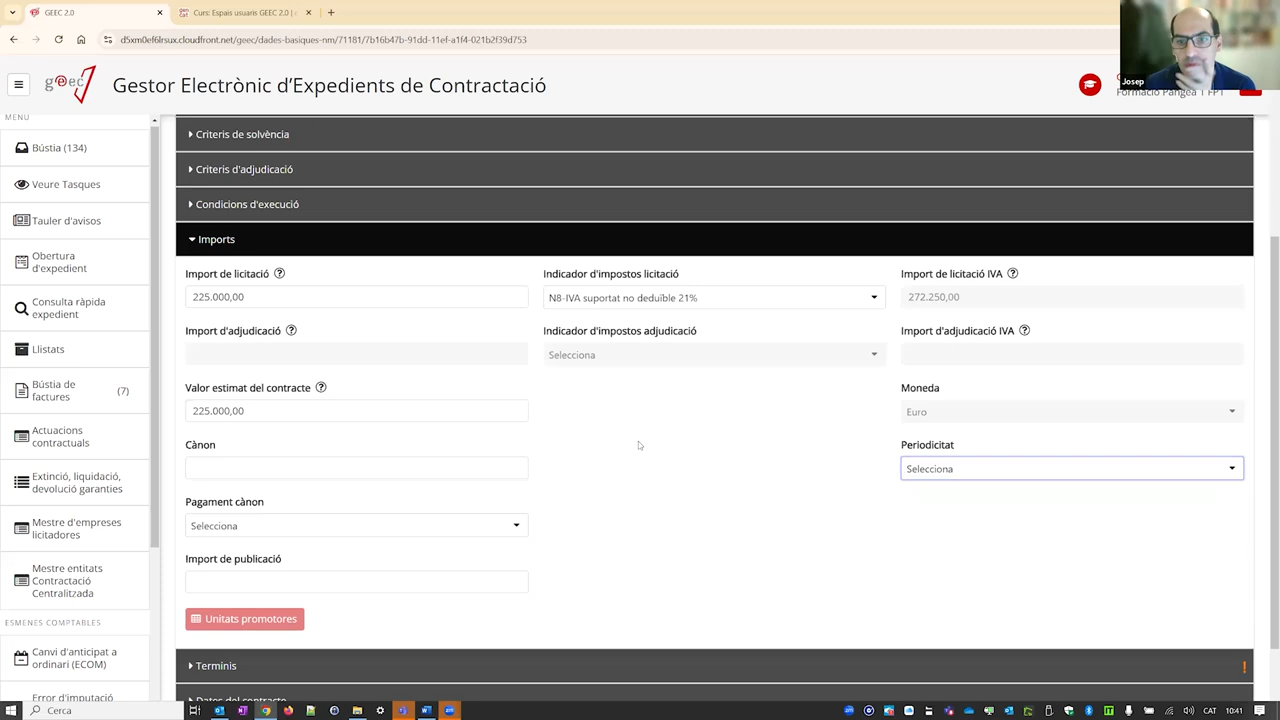 GEEC 2.0
Curs: Espais usuaris GEEC 2.0 |
d5xm0ef6lrsux.cloudfront.net/geec/dades-basiques-nm/71181/7b16b47b-91dd-11ef-a1f4-021b2f39d753
Josep
geec
Gestor Electrònic d'Expedients de Contractació
Formació Pangea 1 FP1
MENÚ
Bústia (134)
Veure Tasques
Tauler d'avisos
Obertura
d'expedient
Consulta ràpida
expedient
Llistats
Bústia de
factures
(7)
Actuacions
contractuals
Extinció, liquidació,
devolució garanties
Mestre d'empreses
licitadores
Mestre entitats
Contractació
Centralitzada
ESMENES COMPTABLES
Canvi d'anticipat a
ordinari (ECOM)
Error d'imputació
Criteris de solvència
Criteris d'adjudicació
Condicions d'execució
Imports
Import de licitació
225.000,00
Indicador d'impostos licitació
N8-IVA suportat no deduïble 21%
Import de licitació IVA
272.250,00
Import d'adjudicació
Indicador d'impostos adjudicació
Selecciona
Import d'adjudicació IVA
Valor estimat del contracte
225.000,00
Moneda
Euro
Cànon
Periodicitat
Selecciona
Pagament cànon
Selecciona
Import de publicació
Unitats promotores
Terminis
!
Dates del contracte
Cerca
CAT
10:41